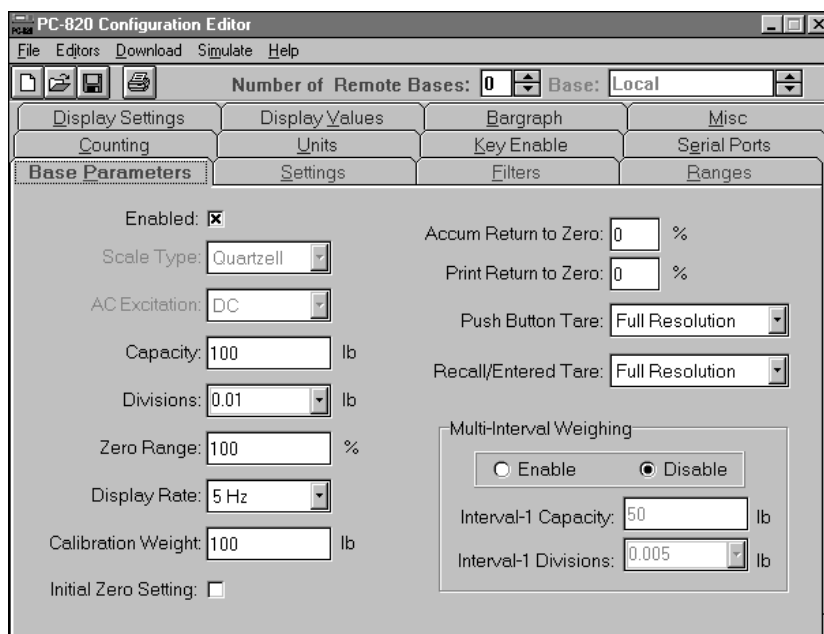 PC-820 Configuration Editor
File Editors Download Simulate Help
Number of Remote Bases: 0 Base: Local
Display Settings Display Values Bargraph Misc
Counting Units Key Enable Serial Ports
Base Parameters Settings Filters Ranges
Enabled:
Scale Type: Quartzell
AC Excitation: DC
Capacity: 100 lb
Divisions: 0.01 lb
Zero Range: 100 %
Display Rate: 5 Hz
Calibration Weight: 100 lb
Initial Zero Setting:
Accum Return to Zero: 0 %
Print Return to Zero: 0 %
Push Button Tare: Full Resolution
Recall/Entered Tare: Full Resolution
Multi-Interval Weighing
Enable Disable
Interval-1 Capacity: 50 lb
Interval-1 Divisions: 0.005 lb